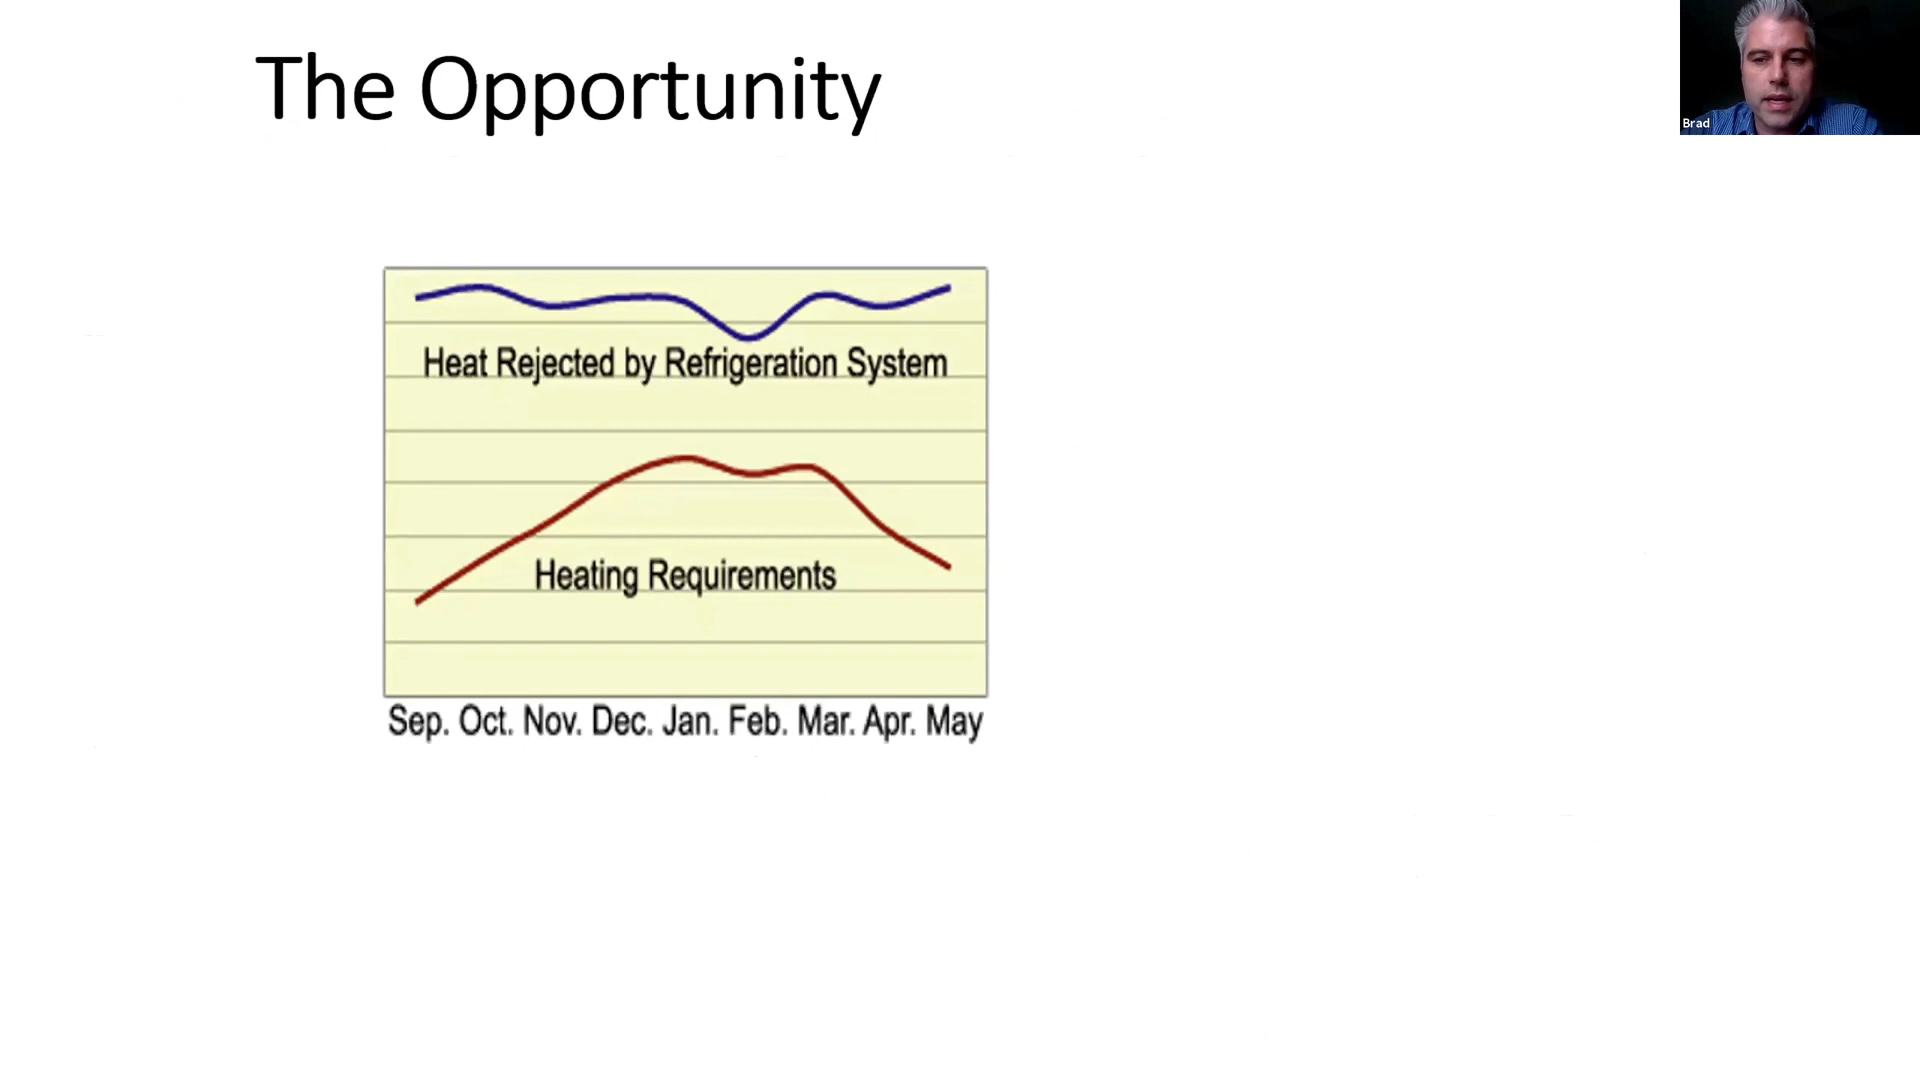 The Opportunity
Brad
Heat Rejected by Refrigeration System
Heating Requirements
Sep. Oct. Nov. Dec. Jan. Feb. Mar. Apr. May